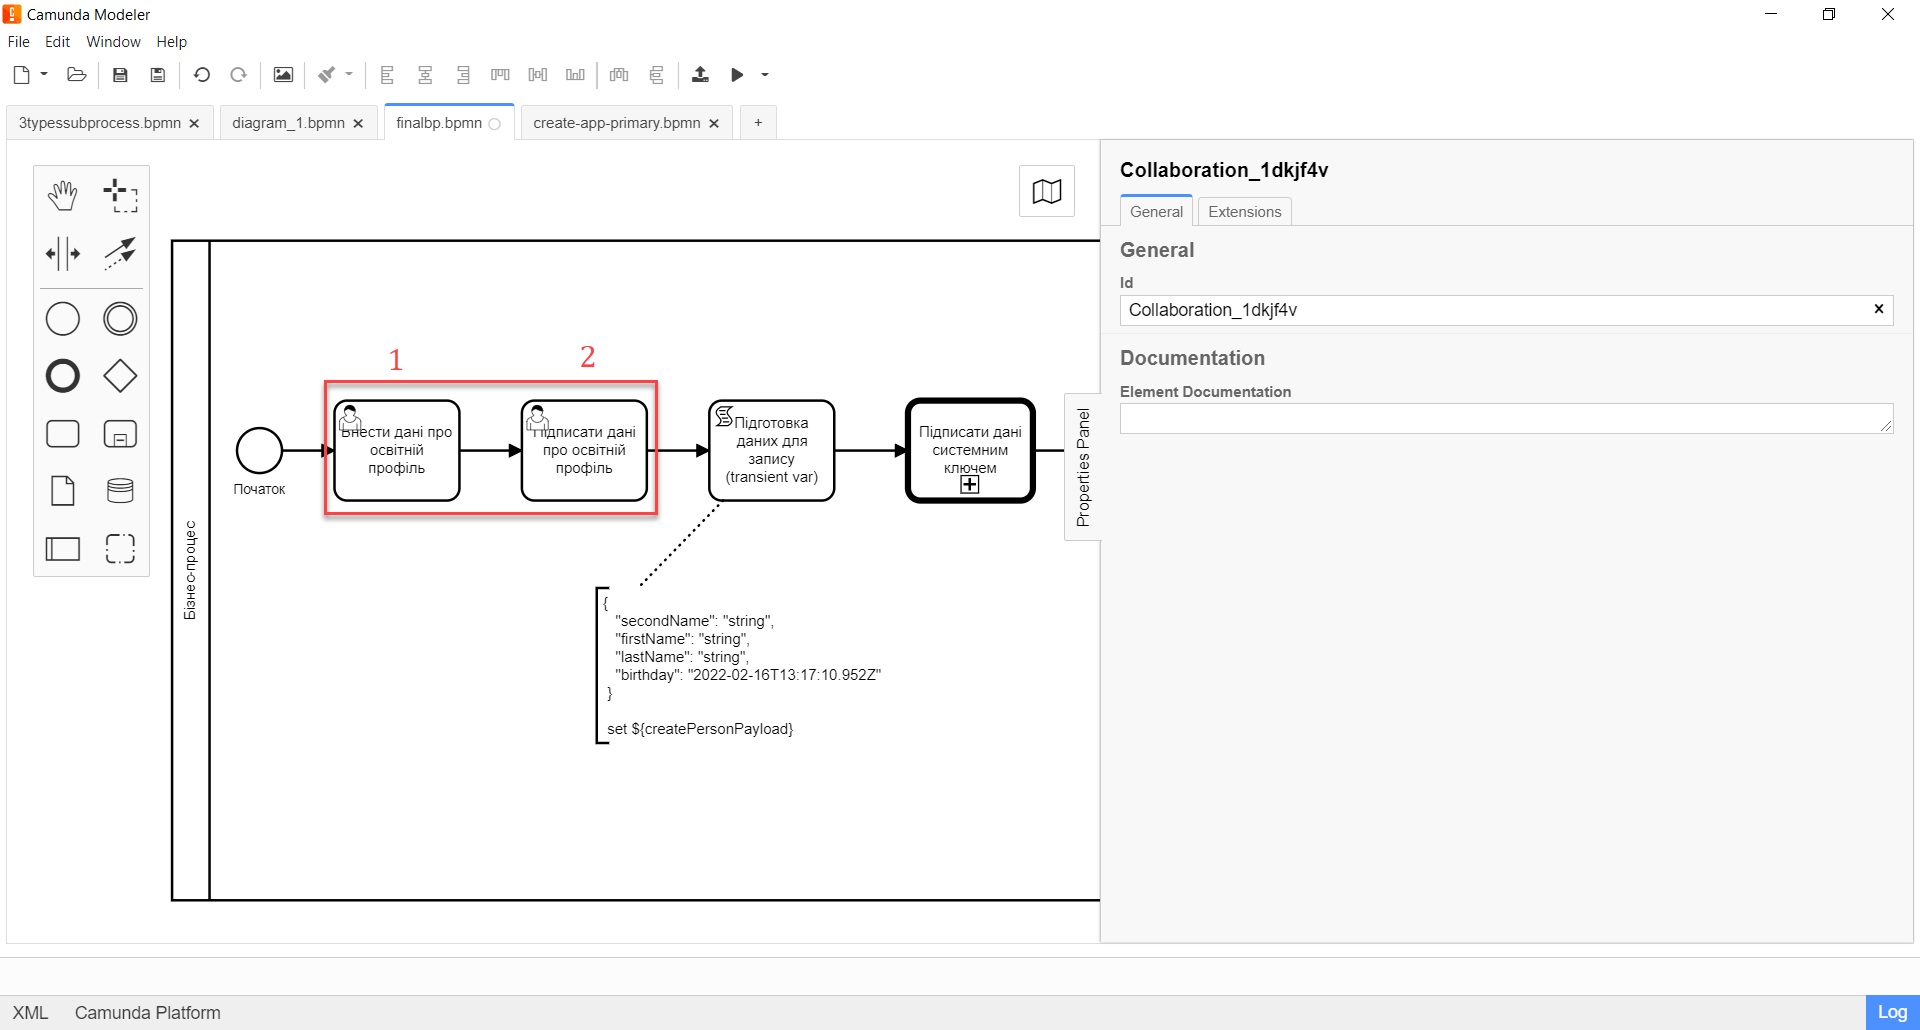 Camunda Modeler
File Edit Window Help
3typessubprocess.bpmn diagram_1.bpmn finalbp.bpmn create-app-primary.bpmn +
Collaboration_1dkjf4v
General Extensions
General
Id
Collaboration_1dkjf4v
Documentation
Element Documentation
Properties Panel
Бізнес-процес
1 2
Початок
Внести дані про
освітній
профіль
Підписати дані
про освітній
профіль
Підготовка
даних для
запису
(transient var)
Підписати дані
системним
ключем
{
"secondName": "string",
"firstName": "string",
"lastName": "string",
"birthday": "2022-02-16T13:17:10.952Z"
}
set ${createPersonPayload}
XML Camunda Platform Log